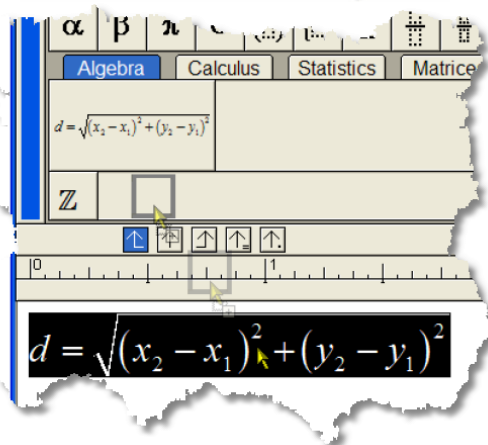 α β π
Algebra Calculus Statistics Matrice
d = √((x₂ − x₁)² + (y₂ − y₁)²)
ℤ
0 1
d = √((x₂ − x₁)² + (y₂ − y₁)²)